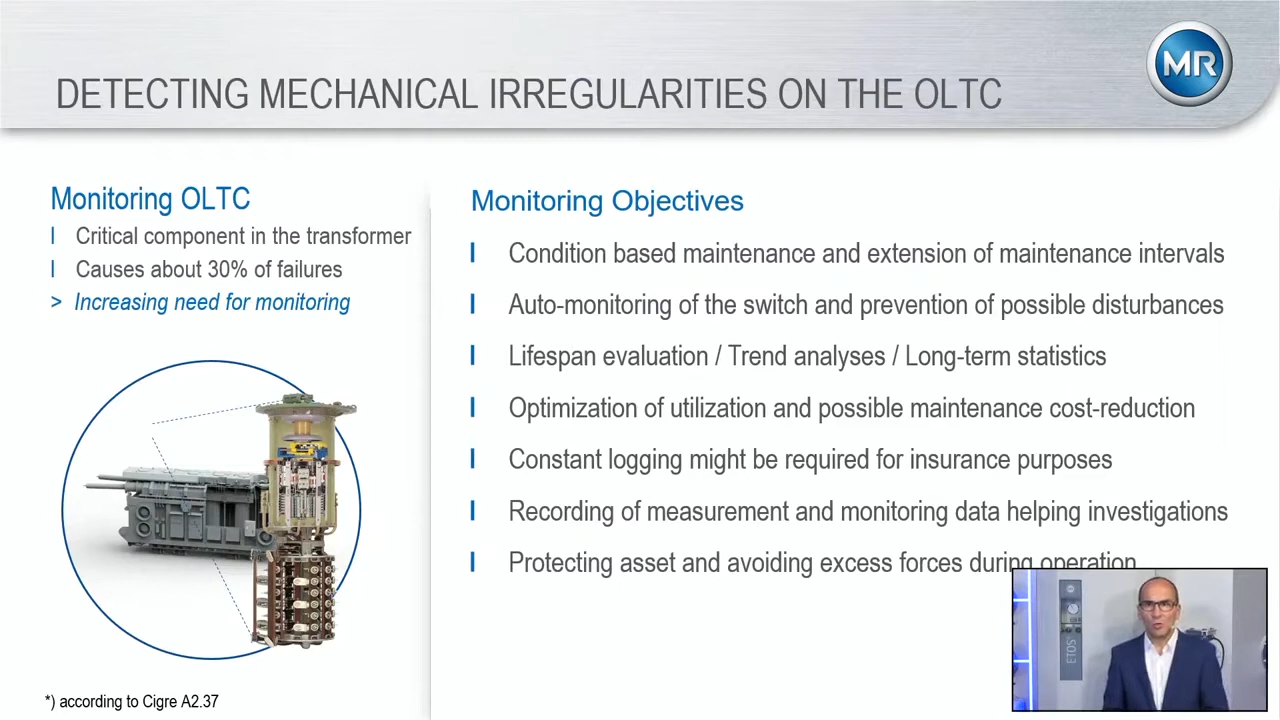 MR
DETECTING MECHANICAL IRREGULARITIES ON THE OLTC
Monitoring OLTC
l Critical component in the transformer
l Causes about 30% of failures
> Increasing need for monitoring
*) according to Cigre A2.37
Monitoring Objectives
l Condition based maintenance and extension of maintenance intervals
l Auto-monitoring of the switch and prevention of possible disturbances
l Lifespan evaluation / Trend analyses / Long-term statistics
l Optimization of utilization and possible maintenance cost-reduction
l Constant logging might be required for insurance purposes
l Recording of measurement and monitoring data helping investigations
l Protecting asset and avoiding excess forces during operation
ETOS